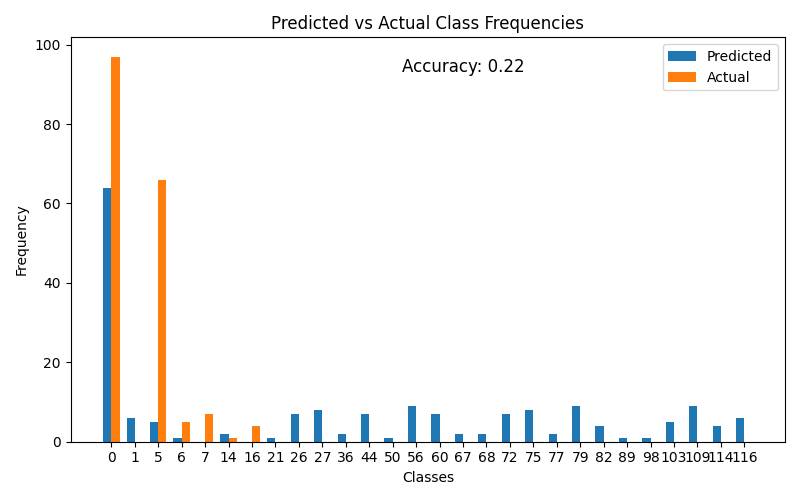 Predicted vs Actual Class Frequencies
Accuracy: 0.22
Predicted
Actual
Frequency
100
80
60
40
20
0
0 1 5 6 7 14 16 21 26 27 36 44 50 56 60 67 68 72 75 77 79 82 89 98 103 109 114 116
Classes